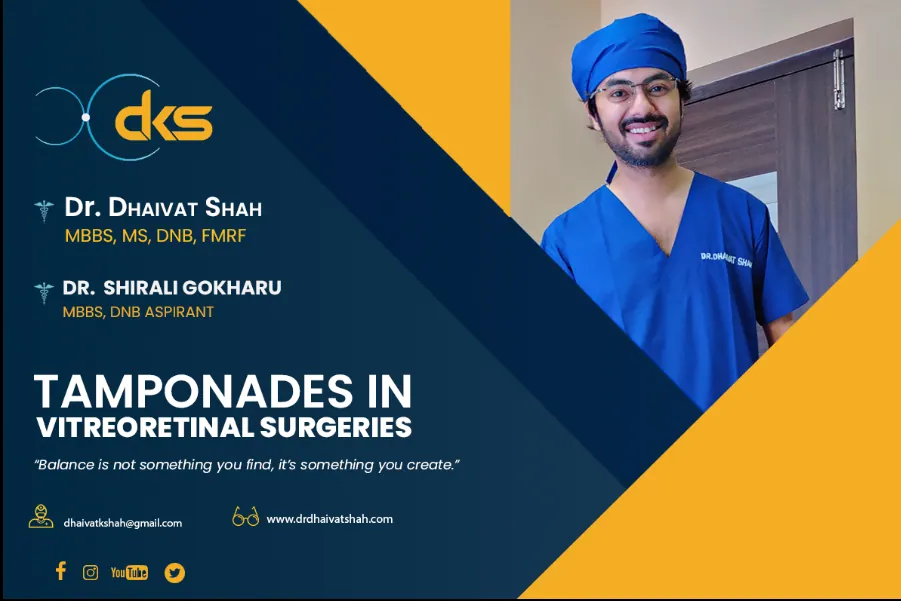 dks
Dr. Dhaivat Shah
MBBS, MS, DNB, FMRF
DR. SHIRALI GOKHARU
MBBS, DNB ASPIRANT
TAMPONADES IN
VITREORETINAL SURGERIES
“Balance is not something you find, it’s something you create.”
dhaivatkshah@gmail.com
www.drdhaivatshah.com
YouTube
DR.DHAIVAT SHAH